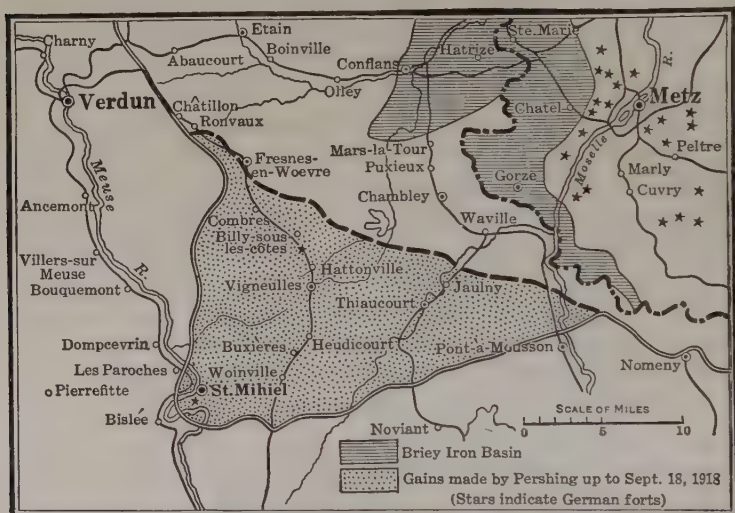 Charny
Etain
Abaucourt
Boinville
Conflans
Hatrize
Ste. Marie
R.
Verdun
Olley
Châtillon
Ronvaux
Chatel
Metz
Meuse
Fresnes-
en-Woevre
Mars-la-Tour
Puxieux
Moselle
Peltre
Marly
Cuvry
Gorze
Ancemont
Combres
Chambley
Billy-sous
les-côtes
Waville
Villers-sur
Meuse
R.
Bouquemont
Hattonville
Vigneulles
Jaulny
Thiaucourt
Dompcevrin
Buxières
Heudicourt
Pont-à-Mousson
Nomeny
Les Paroches
Woinville
Pierrefitte
St. Mihiel
Bislée
Noviant
SCALE OF MILES
0 5 10
Briey Iron Basin
Gains made by Pershing up to Sept. 18, 1918
(Stars indicate German forts)